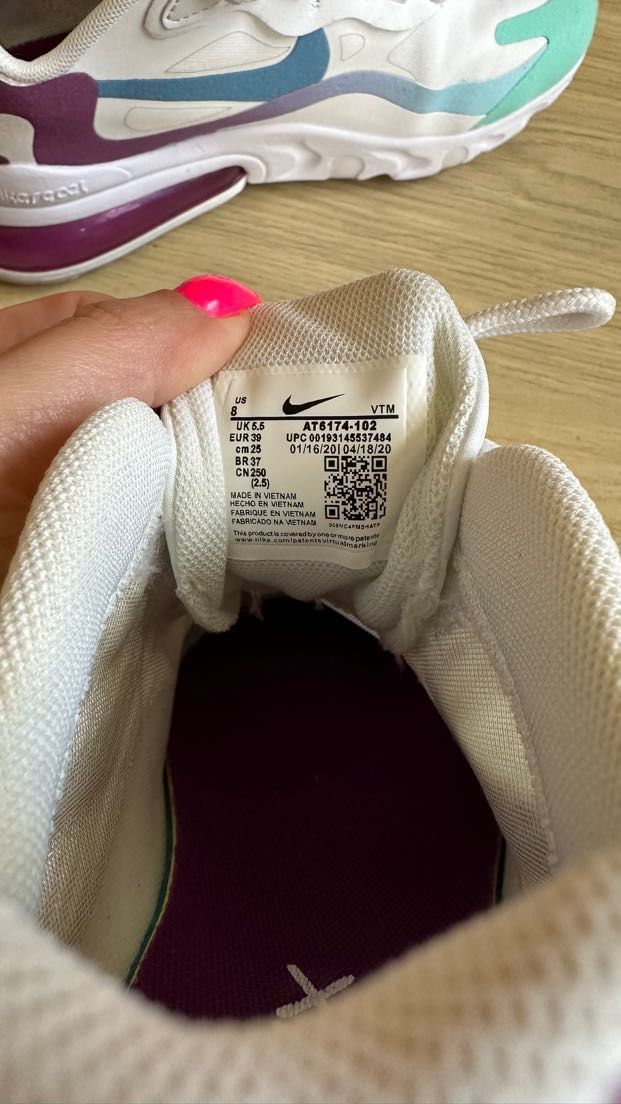 US
8
VTM
UK 5.5
AT6174-102
EUR 39
UPC 00193145537484
cm 25
01/16/20 | 04/18/20
BR 37
CN 250
(2.5)
MADE IN VIETNAM
HECHO EN VIETNAM
FABRIQUE EN VIETNAM
FABRICADO NA VIETNAM
This product is covered by one or more patents
www.nike.com/patents.virtualmarking